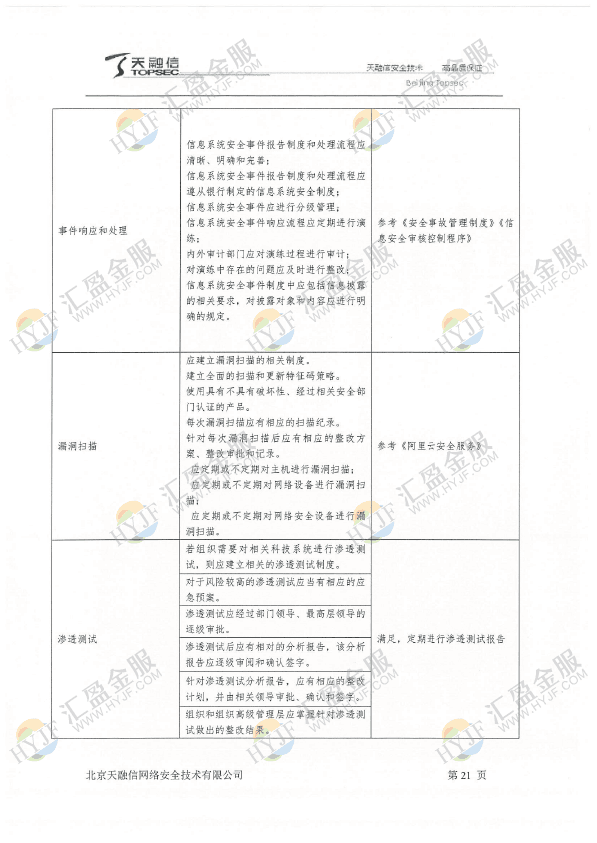 天融信
TOPSEC
天融信安全技术 高品质保证
Beijing Topsec
事件响应和处理
信息系统安全事件报告制度和处理流程应
清晰、明确和完善;
信息系统安全事件报告制度和处理流程应
遵从银行制定的信息系统安全制度;
信息系统安全事件应进行分级管理;
信息系统安全事件响应流程应定期进行演
练;
内外审计部门应对演练过程进行审计;
对演练中存在的问题应及时进行整改;
信息系统安全事件制度中应包括信息披露
的相关要求，对披露对象和内容应进行明
确的规定。
参考《安全事故管理制度》《信
息安全审核控制程序》
漏洞扫描
应建立漏洞扫描的相关制度。
建立全面的扫描和更新特征码策略。
使用具有不具有破坏性、经过相关安全部
门认证的产品。
每次漏洞扫描应有相应的扫描纪录。
针对每次漏洞扫描后应有相应的整改方
案、整改审批和记录。
应定期或不定期对主机进行漏洞扫描;
应定期或不定期对网络设备进行漏洞扫
描;
应定期或不定期对网络安全设备进行漏
洞扫描。
参考《阿里云安全服务》
渗透测试
若组织需要对相关科技系统进行渗透测
试，则应建立相关的渗透测试制度。
对于风险较高的渗透测试应当有相应的应
急预案。
渗透测试应经过部门领导、最高层领导的
逐级审批。
渗透测试后应有相对的分析报告，该分析
报告应逐级审阅和确认签字。
针对渗透测试分析报告，应有相应的整改
计划，并由相关领导审批、确认和签字。
组织和组织高级管理层应掌握针对渗透测
试做出的整改结果。
满足，定期进行渗透测试报告
北京天融信网络安全技术有限公司
第 21 页
HYJF 汇盈金服
WWW.HYJF.COM